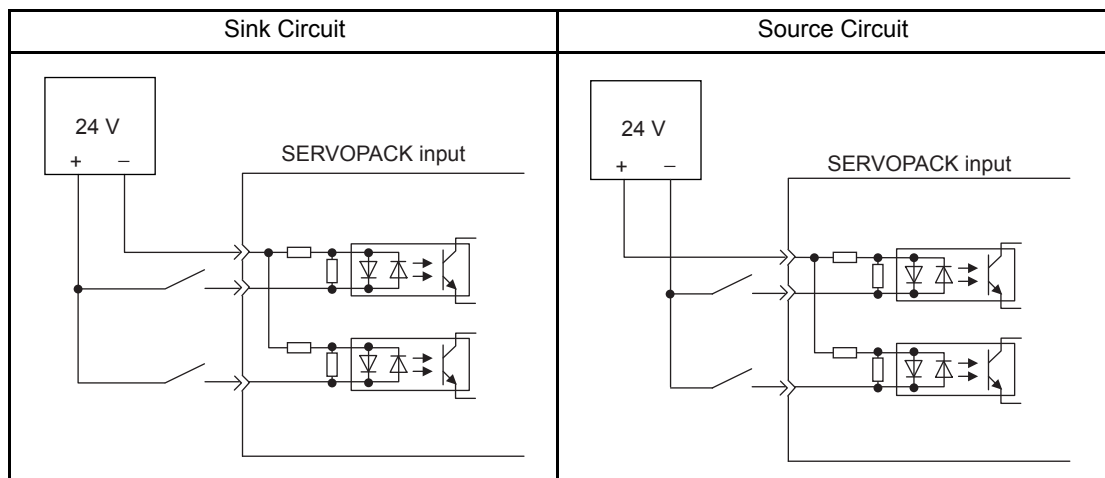 Sink Circuit
Source Circuit
24 V
+ –
SERVOPACK input
24 V
+ –
SERVOPACK input